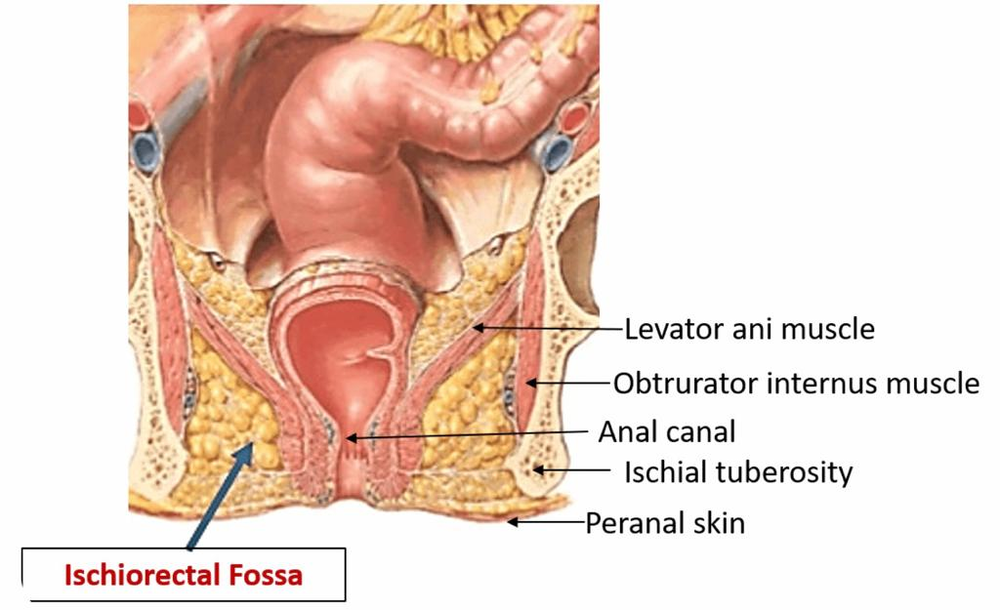 Levator ani muscle
Obtrurator internus muscle
Anal canal
Ischial tuberosity
Peranal skin
Ischiorectal Fossa